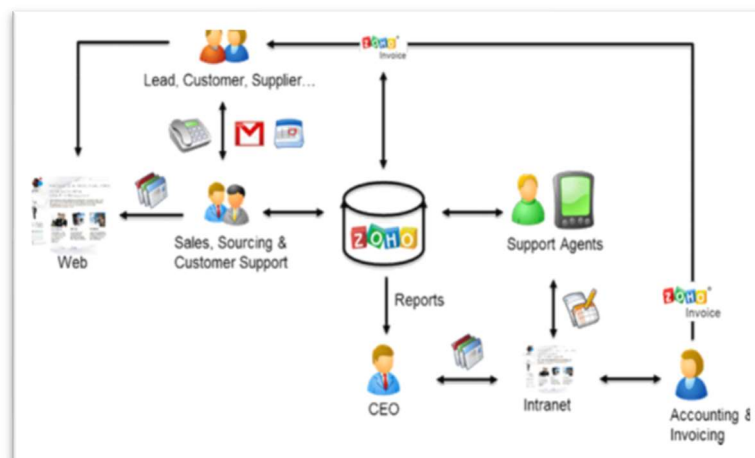 ZOHO
Invoice
Lead, Customer, Supplier...
Web
Sales, Sourcing &
Customer Support
ZOHO
Support Agents
Reports
ZOHO
Invoice
CEO
Intranet
Accounting &
Invoicing